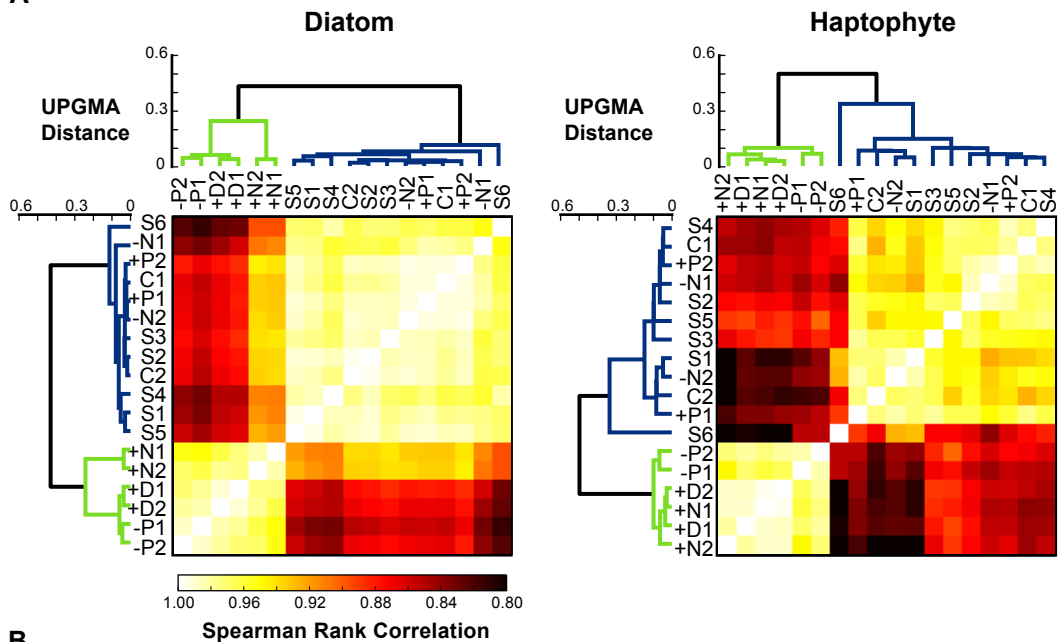 A
Diatom
Haptophyte
0.6
0.3
0
UPGMA
Distance
-P2 -P1 +D2 +D1 +N2 +N1 S5 S1 S4 C2 S2 S3 -N2 +P1 C1 +P2 -N1 S6
0.6 0.3 0
S6
-N1
+P2
C1
+P1
-N2
S3
S2
C2
S4
S1
S5
+N1
+N2
+D1
+D2
-P1
-P2
0.6
0.3
0
UPGMA
Distance
+N2 +D1 +N1 +D2 -P1 -P2 S6 +P1 C2 -N2 S1 S3 S5 S2 -N1 +P2 C1 S4
0.6 0.3 0
S4
C1
+P2
-N1
S2
S5
S3
S1
-N2
C2
+P1
S6
-P2
-P1
+D2
+N1
+D1
+N2
1.00 0.96 0.92 0.88 0.84 0.80
Spearman Rank Correlation
B